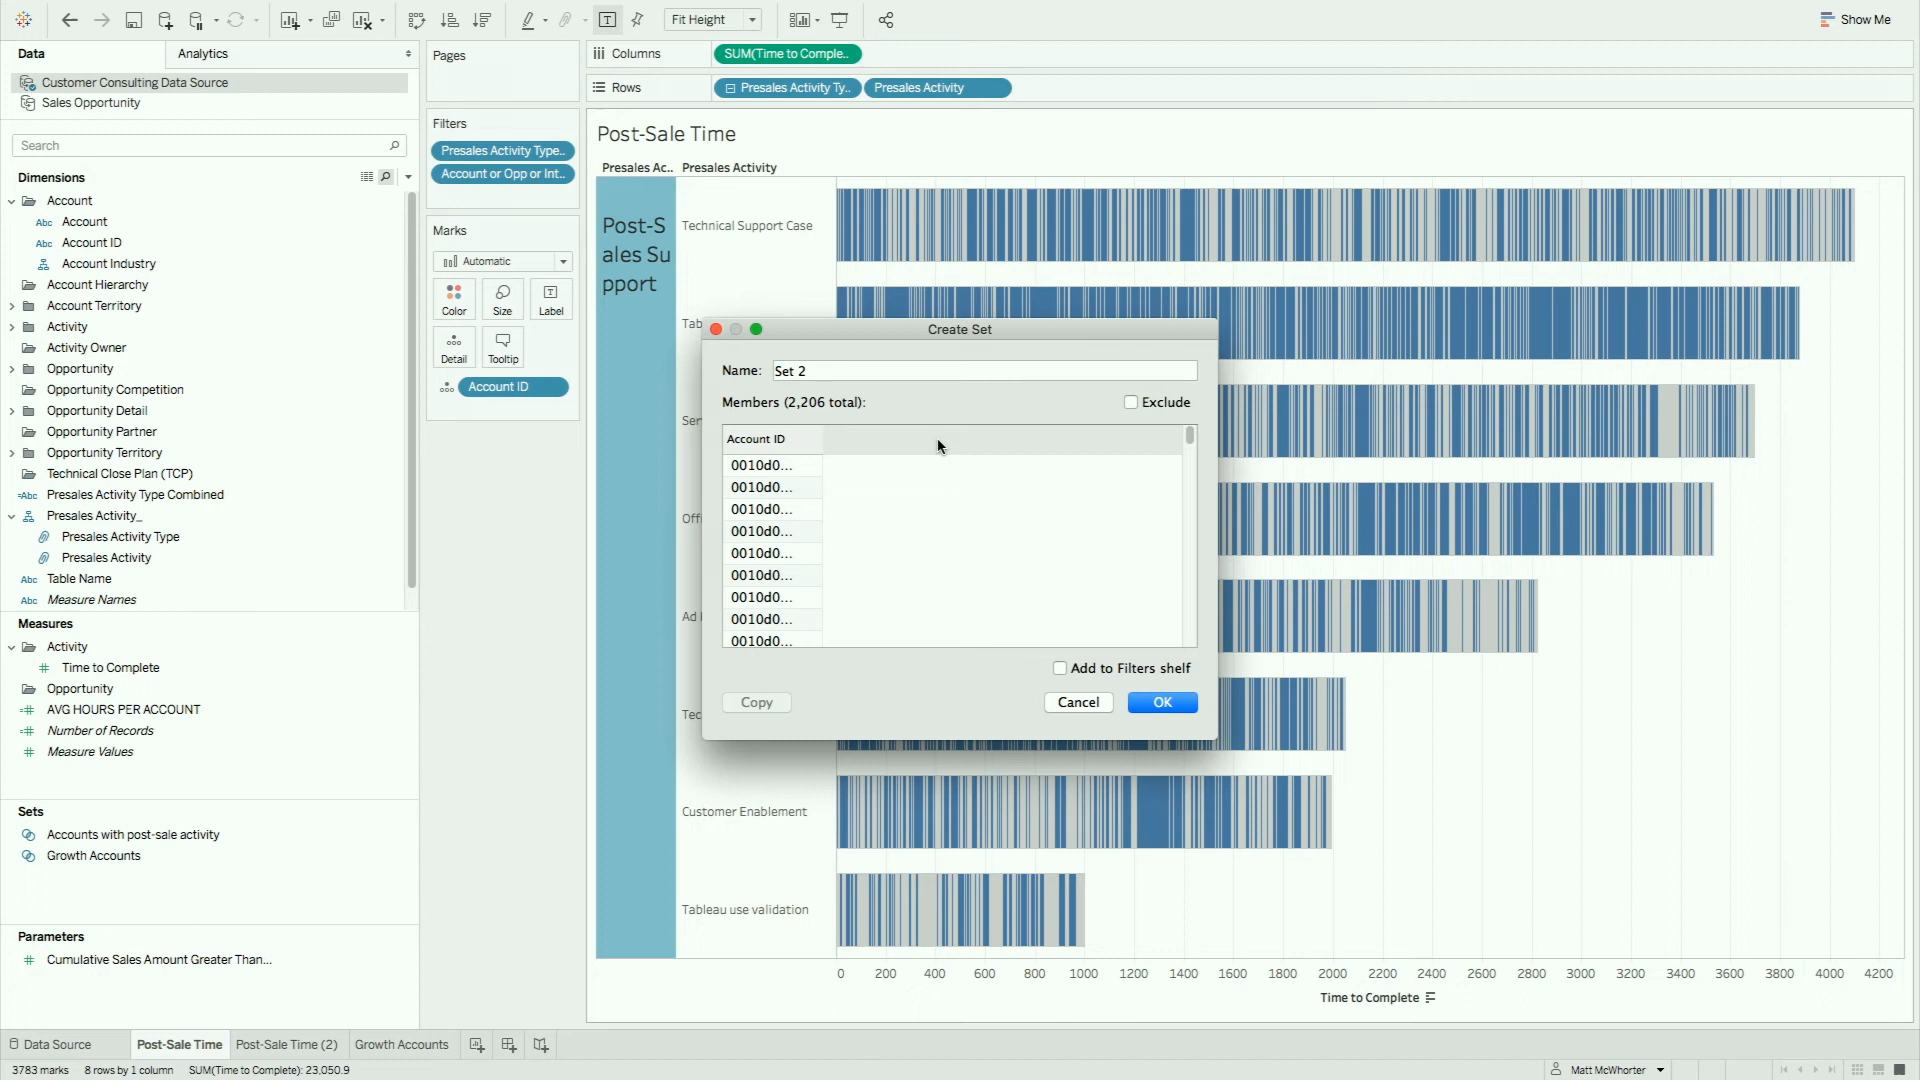 Fit Height
Show Me
Data
Analytics
Customer Consulting Data Source
Sales Opportunity
Search
Dimensions
Account
Abc Account
Abc Account ID
Account Industry
Account Hierarchy
Account Territory
Activity
Activity Owner
Opportunity
Opportunity Competition
Opportunity Detail
Opportunity Partner
Opportunity Territory
Technical Close Plan (TCP)
=Abc Presales Activity Type Combined
Presales Activity_
Presales Activity Type
Presales Activity
Abc Table Name
Abc Measure Names
Measures
Activity
# Time to Complete
Opportunity
=# AVG HOURS PER ACCOUNT
=# Number of Records
# Measure Values
Sets
Accounts with post-sale activity
Growth Accounts
Parameters
# Cumulative Sales Amount Greater Than...
Pages
Filters
Presales Activity Type..
Account or Opp or Int..
Marks
Automatic
Color
Size
Label
Detail
Tooltip
Account ID
Columns
SUM(Time to Comple..
Rows
Presales Activity Ty..
Presales Activity
Post-Sale Time
Presales Ac..
Presales Activity
Post-S
ales Su
pport
Technical Support Case
Tab
Ser
Offi
Ad
Tec
Customer Enablement
Tableau use validation
0 200 400 600 800 1000 1200 1400 1600 1800 2000 2200 2400 2600 2800 3000 3200 3400 3600 3800 4000 4200
Time to Complete
Create Set
Name: Set 2
Members (2,206 total):
Exclude
Account ID
0010d0...
0010d0...
0010d0...
0010d0...
0010d0...
0010d0...
0010d0...
0010d0...
0010d0...
Add to Filters shelf
Copy
Cancel
OK
Data Source
Post-Sale Time
Post-Sale Time (2)
Growth Accounts
3783 marks
8 rows by 1 column
SUM(Time to Complete): 23,050.9
Matt McWhorter